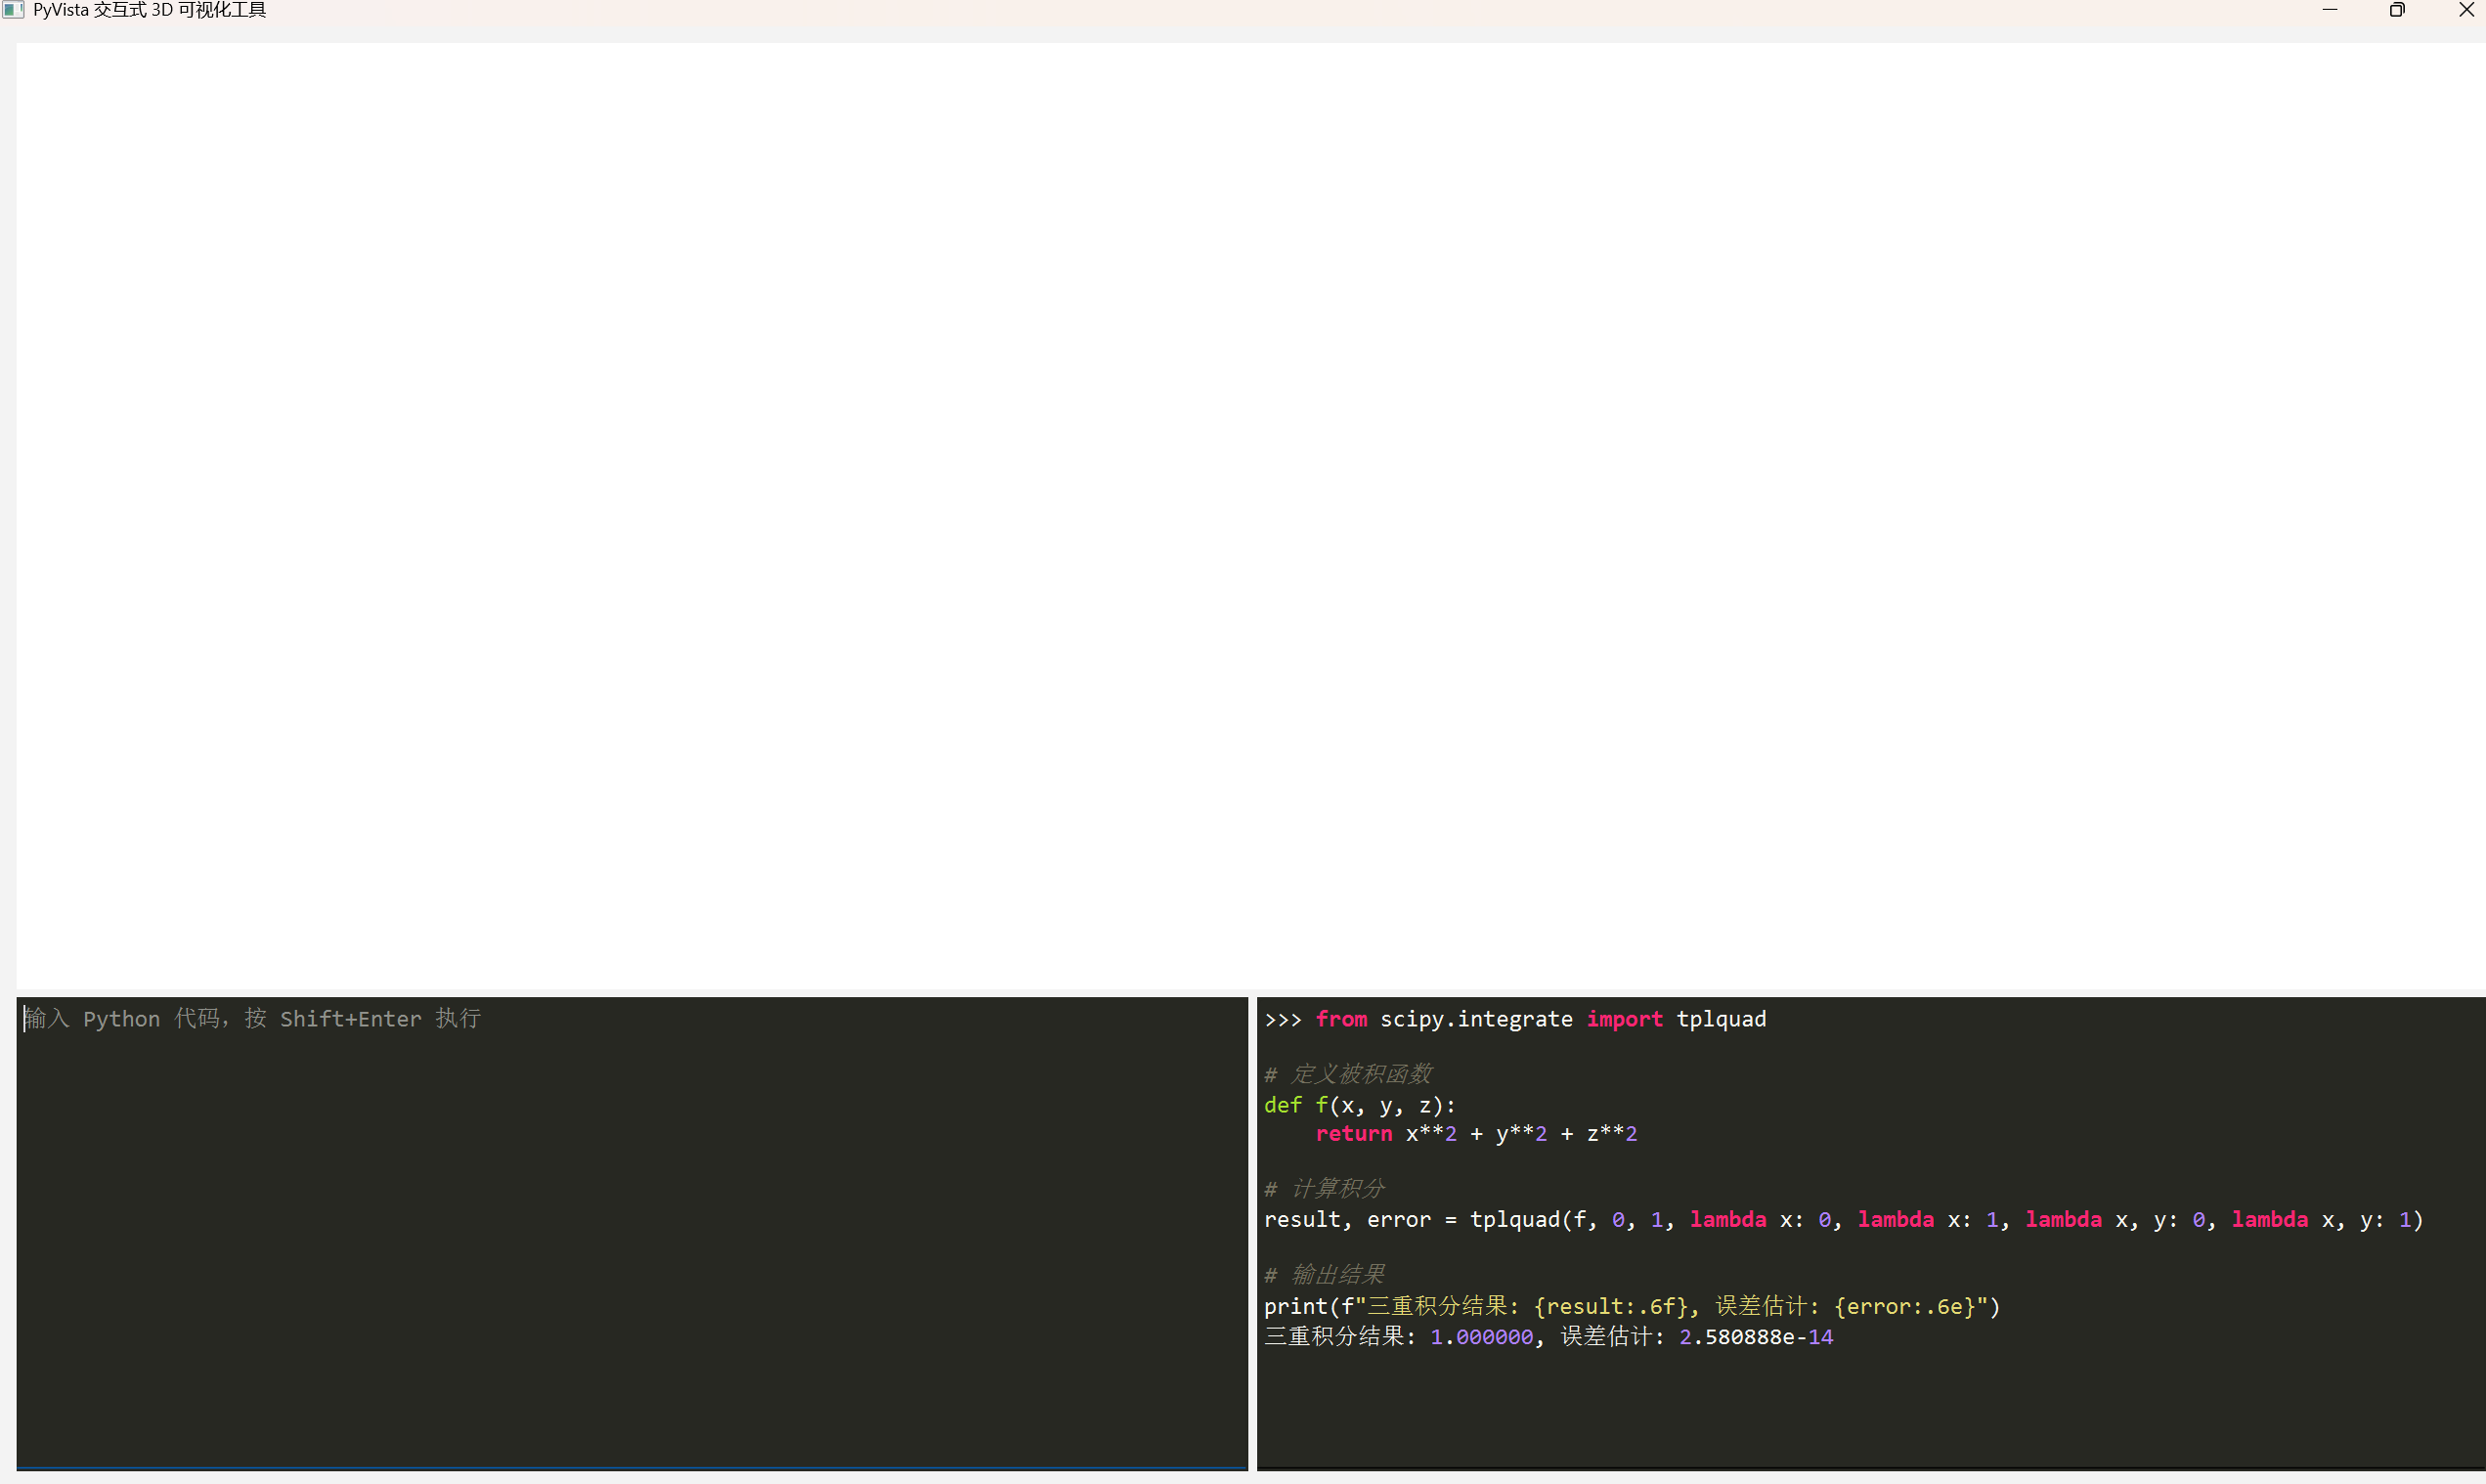 PyVista 交互式 3D 可视化工具
输入 Python 代码，按 Shift+Enter 执行
>>> from scipy.integrate import tplquad
# 定义被积函数
def f(x, y, z):
    return x**2 + y**2 + z**2
# 计算积分
result, error = tplquad(f, 0, 1, lambda x: 0, lambda x: 1, lambda x, y: 0, lambda x, y: 1)
# 输出结果
print(f"三重积分结果: {result:.6f}, 误差估计: {error:.6e}")
三重积分结果: 1.000000, 误差估计: 2.580888e-14